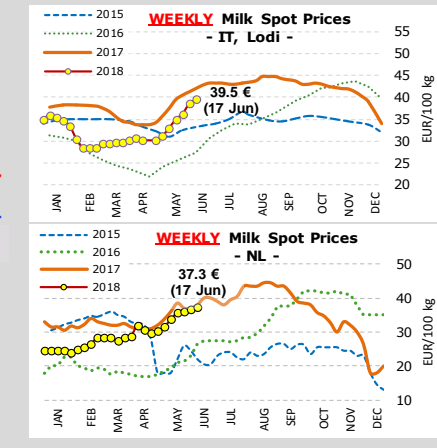 WEEKLY Milk Spot Prices
- IT, Lodi -
2015
2016
2017
2018
39.5 €
(17 Jun)
55
50
45
40
35
30
25
20
EUR/100 kg
JAN
FEB
MAR
APR
MAY
JUN
JUL
AUG
SEP
OCT
NOV
DEC
WEEKLY Milk Spot Prices
- NL -
2015
2016
2017
2018
37.3 €
(17 Jun)
50
40
30
20
10
EUR/100 kg
JAN
FEB
MAR
APR
MAY
JUN
JUL
AUG
SEP
OCT
NOV
DEC